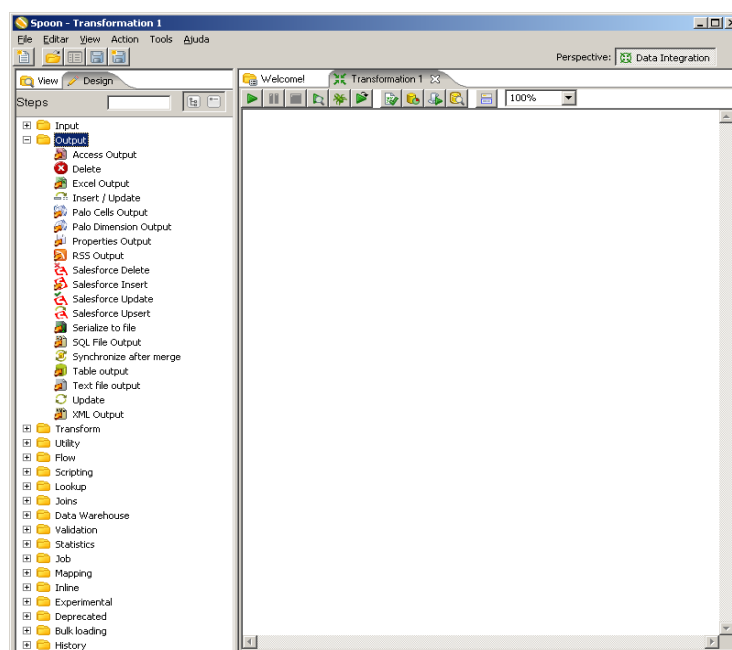 Spoon - Transformation 1
File Editar View Action Tools Ajuda
Perspective: Data Integration
View Design
Welcome! Transformation 1
Steps
100%
Input
Output
Access Output
Delete
Excel Output
Insert / Update
Palo Cells Output
Palo Dimension Output
Properties Output
RSS Output
Salesforce Delete
Salesforce Insert
Salesforce Update
Salesforce Upsert
Serialize to file
SQL File Output
Synchronize after merge
Table output
Text file output
Update
XML Output
Transform
Utility
Flow
Scripting
Lookup
Joins
Data Warehouse
Validation
Statistics
Job
Mapping
Inline
Experimental
Deprecated
Bulk loading
History